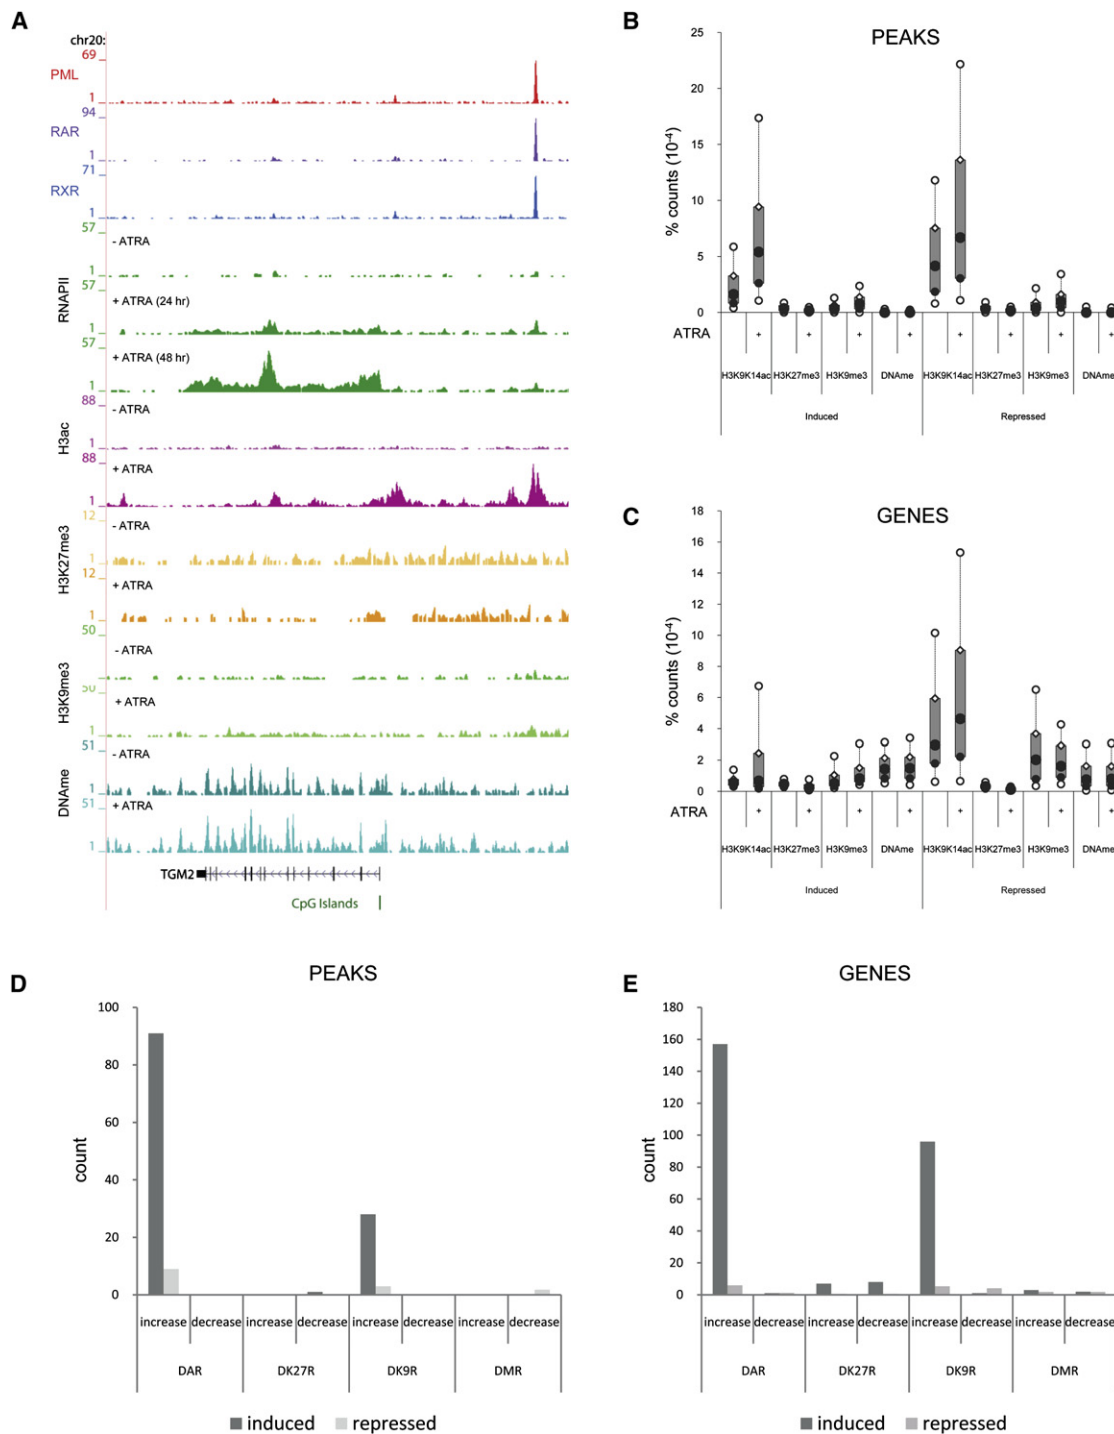 A
chr20:
69
PML
1
94
RAR
1
71
RXR
1
57
- ATRA
1
57
+ ATRA (24 hr)
1
57
+ ATRA (48 hr)
1
RNAPII
88
- ATRA
1
88
+ ATRA
1
H3ac
12
- ATRA
1
12
+ ATRA
1
H3K27me3
50
- ATRA
50
+ ATRA
1
H3K9me3
51
- ATRA
1
51
+ ATRA
1
DNAme
TGM2
CpG Islands
B
PEAKS
25
20
15
10
5
0
% counts (10-4)
ATRA + + + + + + + +
H3K9K14ac H3K27me3 H3K9me3 DNAme H3K9K14ac H3K27me3 H3K9me3 DNAme
Induced Repressed
C
GENES
18
16
14
12
10
8
6
4
2
0
% counts (10-4)
ATRA + + + + + + + +
H3K9K14ac H3K27me3 H3K9me3 DNAme H3K9K14ac H3K27me3 H3K9me3 DNAme
Induced Repressed
D
PEAKS
100
80
60
40
20
0
count
increase decrease increase decrease increase decrease increase decrease
DAR DK27R DK9R DMR
induced repressed
E
GENES
180
160
140
120
100
80
60
40
20
0
count
increase decrease increase decrease increase decrease increase decrease
DAR DK27R DK9R DMR
induced repressed